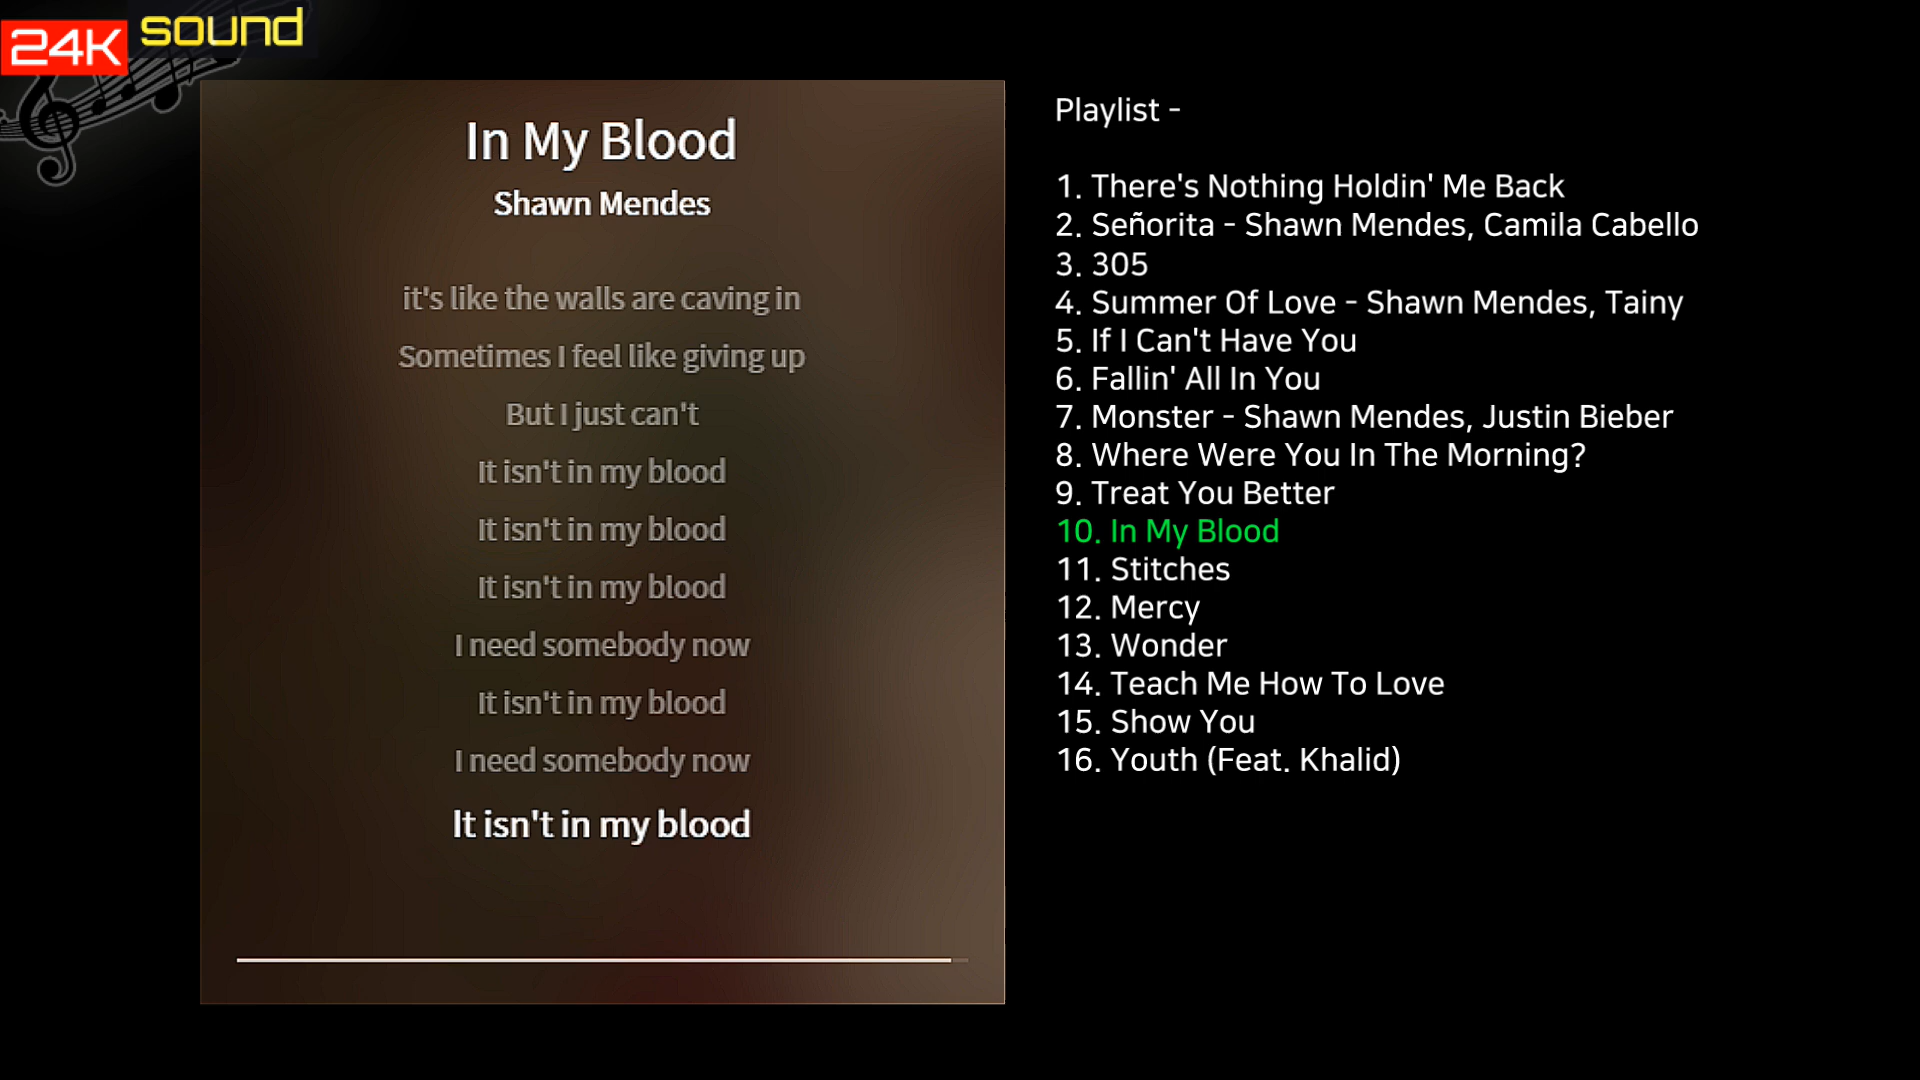 24K sound
In My Blood
Shawn Mendes
it's like the walls are caving in
Sometimes I feel like giving up
But I just can't
It isn't in my blood
It isn't in my blood
It isn't in my blood
I need somebody now
It isn't in my blood
I need somebody now
It isn't in my blood
Playlist -
1. There's Nothing Holdin' Me Back
2. Señorita - Shawn Mendes, Camila Cabello
3. 305
4. Summer Of Love - Shawn Mendes, Tainy
5. If I Can't Have You
6. Fallin' All In You
7. Monster - Shawn Mendes, Justin Bieber
8. Where Were You In The Morning?
9. Treat You Better
10. In My Blood
11. Stitches
12. Mercy
13. Wonder
14. Teach Me How To Love
15. Show You
16. Youth (Feat. Khalid)